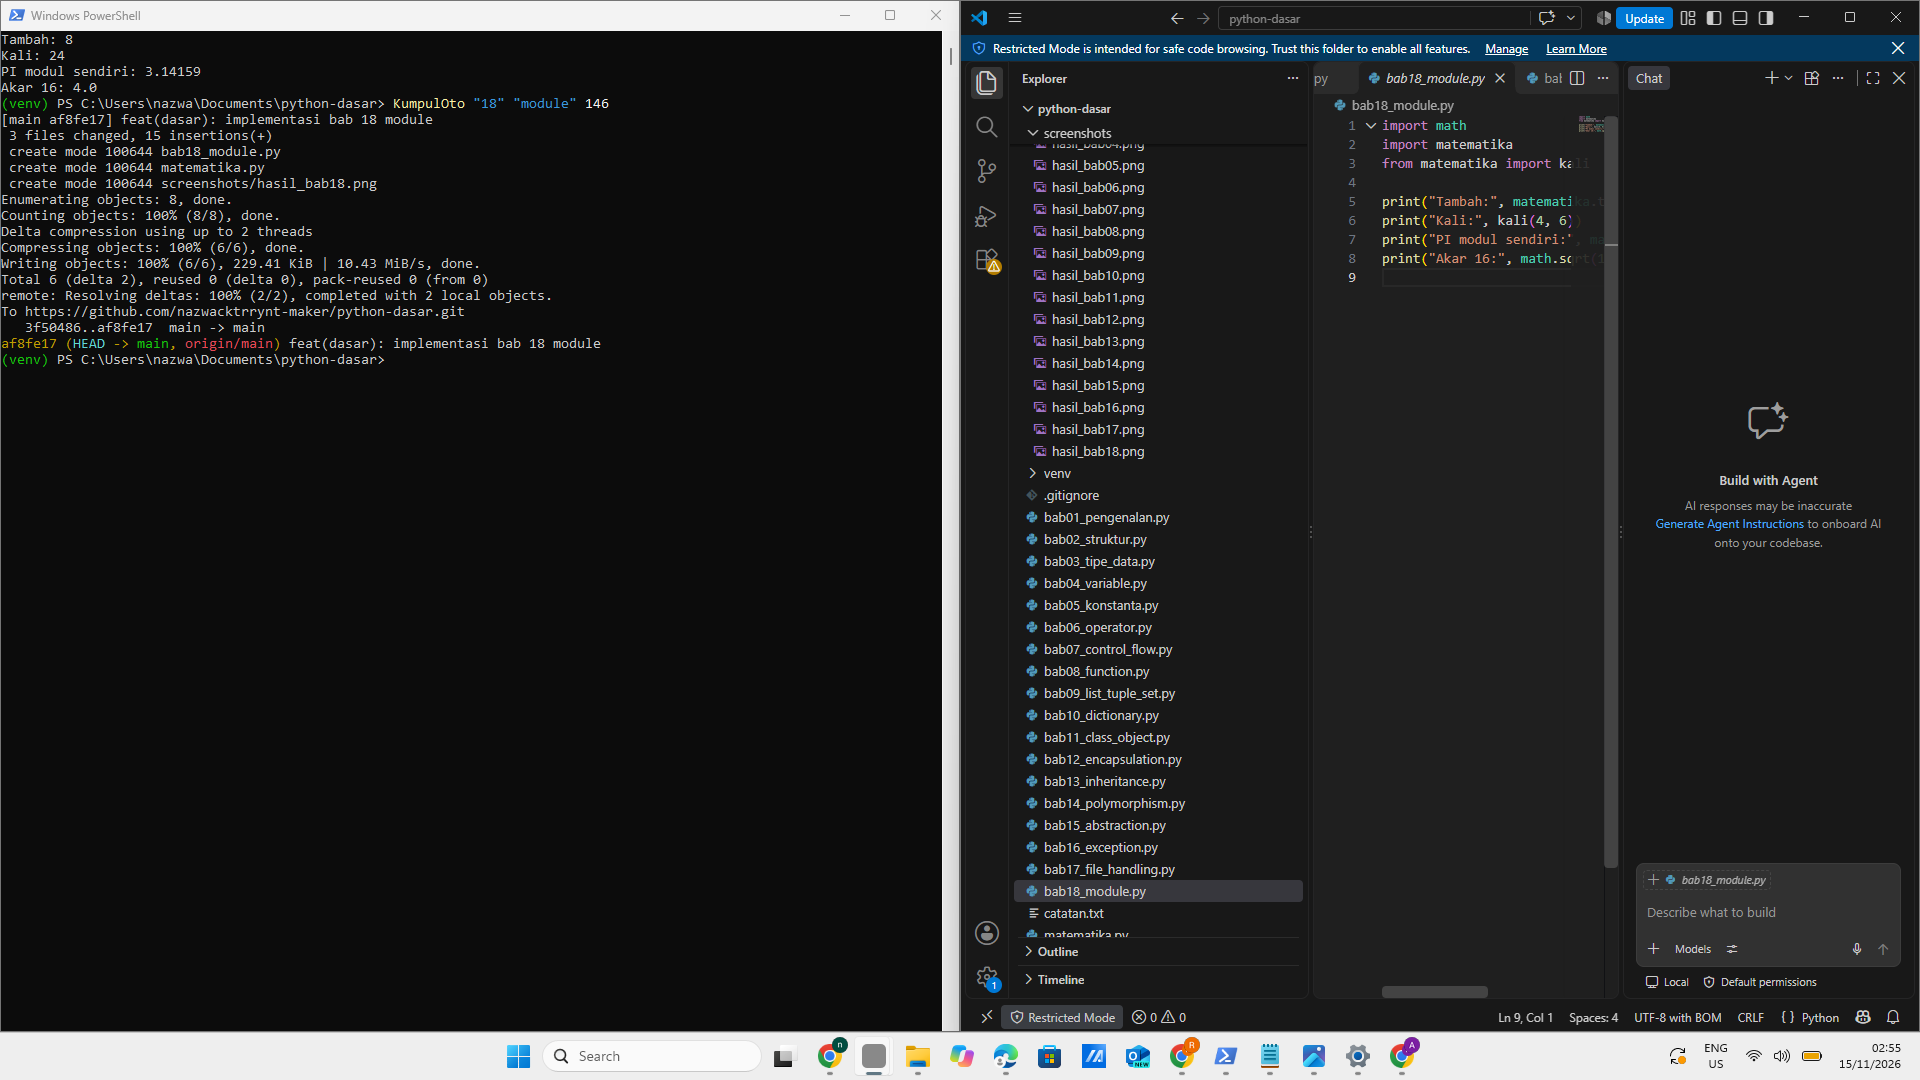 Windows PowerShell
Tambah: 8
Kali: 24
PI modul sendiri: 3.14159
Akar 16: 4.0
(venv) PS C:\Users\nazwa\Documents\python-dasar> KumpulOto "18" "module" 146
[main af8fe17] feat(dasar): implementasi bab 18 module
3 files changed, 15 insertions(+)
create mode 100644 bab18_module.py
create mode 100644 matematika.py
create mode 100644 screenshots/hasil_bab18.png
Enumerating objects: 8, done.
Counting objects: 100% (8/8), done.
Delta compression using up to 2 threads
Compressing objects: 100% (6/6), done.
Writing objects: 100% (6/6), 229.41 KiB | 10.43 MiB/s, done.
Total 6 (delta 2), reused 0 (delta 0), pack-reused 0 (from 0)
remote: Resolving deltas: 100% (2/2), completed with 2 local objects.
To https://github.com/nazwacktrrynt-maker/python-dasar.git
3f50486..af8fe17  main -> main
af8fe17 (HEAD -> main, origin/main) feat(dasar): implementasi bab 18 module
(venv) PS C:\Users\nazwa\Documents\python-dasar>
python-dasar
Update
Restricted Mode is intended for safe code browsing. Trust this folder to enable all features. Manage Learn More
Explorer
python-dasar
screenshots
hasil_bab04.png
hasil_bab05.png
hasil_bab06.png
hasil_bab07.png
hasil_bab08.png
hasil_bab09.png
hasil_bab10.png
hasil_bab11.png
hasil_bab12.png
hasil_bab13.png
hasil_bab14.png
hasil_bab15.png
hasil_bab16.png
hasil_bab17.png
hasil_bab18.png
venv
.gitignore
bab01_pengenalan.py
bab02_struktur.py
bab03_tipe_data.py
bab04_variable.py
bab05_konstanta.py
bab06_operator.py
bab07_control_flow.py
bab08_function.py
bab09_list_tuple_set.py
bab10_dictionary.py
bab11_class_object.py
bab12_encapsulation.py
bab13_inheritance.py
bab14_polymorphism.py
bab15_abstraction.py
bab16_exception.py
bab17_file_handling.py
bab18_module.py
catatan.txt
matematika.py
Outline
Timeline
py
bab18_module.py
bal
bab18_module.py
1 import math
2 import matematika
3 from matematika import kali
4
5 print("Tambah:", matematika.t
6 print("Kali:", kali(4, 6)
7 print("PI modul sendiri:", ma
8 print("Akar 16:", math.sqrt(1
9
Chat
Build with Agent
AI responses may be inaccurate
Generate Agent Instructions to onboard AI
onto your codebase.
bab18_module.py
Describe what to build
Models
Local
Default permissions
1
Restricted Mode
0
0
Ln 9, Col 1
Spaces: 4
UTF-8 with BOM
CRLF
{ } Python
Search
n
NEW
R
A
ENG
US
02:55
15/11/2026